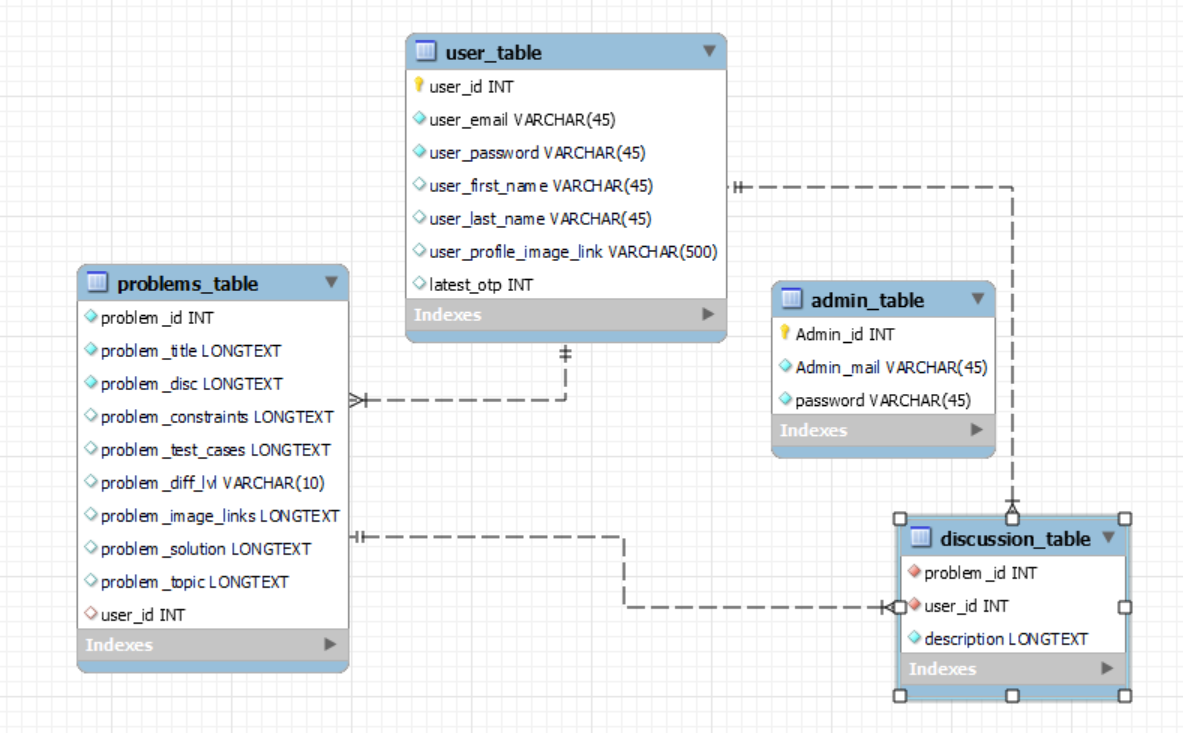 user_table
user_id INT
user_email VARCHAR(45)
user_password VARCHAR(45)
user_first_name VARCHAR(45)
user_last_name VARCHAR(45)
user_profile_image_link VARCHAR(500)
latest_otp INT
Indexes
problems_table
problem_id INT
problem_title LONGTEXT
problem_disc LONGTEXT
problem_constraints LONGTEXT
problem_test_cases LONGTEXT
problem_diff_lvl VARCHAR(10)
problem_image_links LONGTEXT
problem_solution LONGTEXT
problem_topic LONGTEXT
user_id INT
Indexes
admin_table
Admin_id INT
Admin_mail VARCHAR(45)
password VARCHAR(45)
Indexes
discussion_table
problem_id INT
user_id INT
description LONGTEXT
Indexes